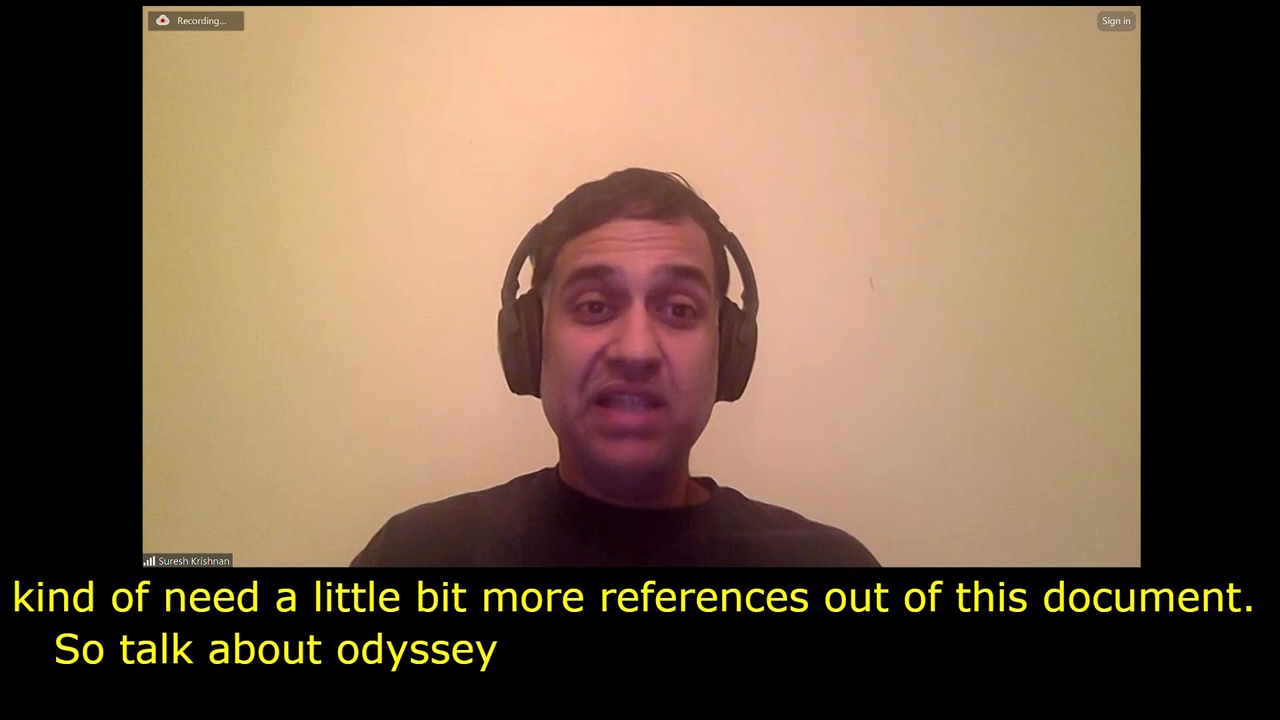 Recording...
Sign in
Suresh Krishnan
kind of need a little bit more references out of this document.
So talk about odyssey